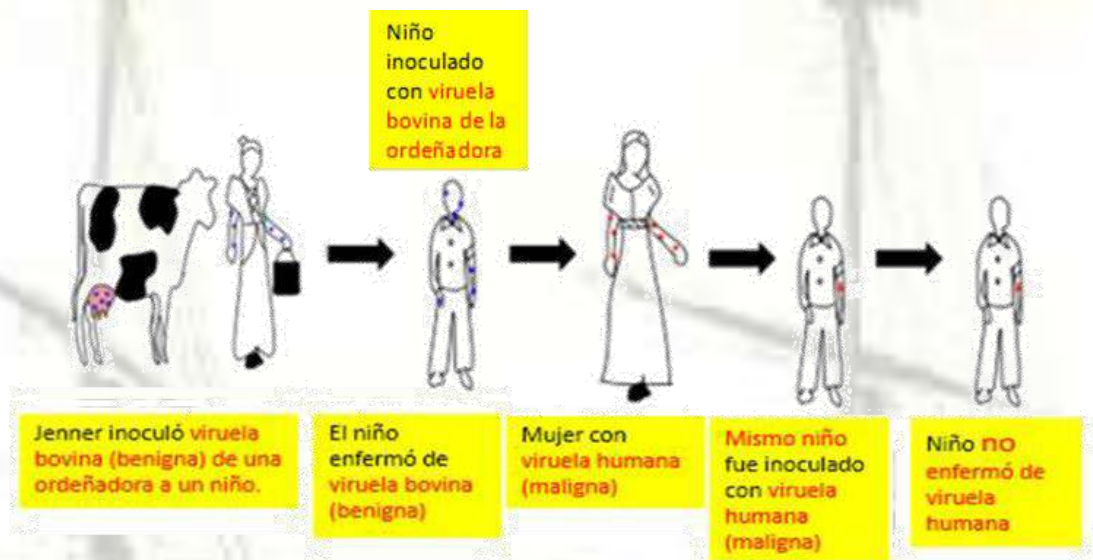 Niño
inoculado
con viruela
bovina de la
ordeñadora
Jenner inoculó viruela
bovina (benigna) de una
ordeñadora a un niño.
El niño
enfermó de
viruela bovina
(benigna)
Mujer con
viruela humana
(maligna)
Mismo niño
fue inoculado
con viruela
humana
(maligna)
Niño no
enfermó de
viruela
humana